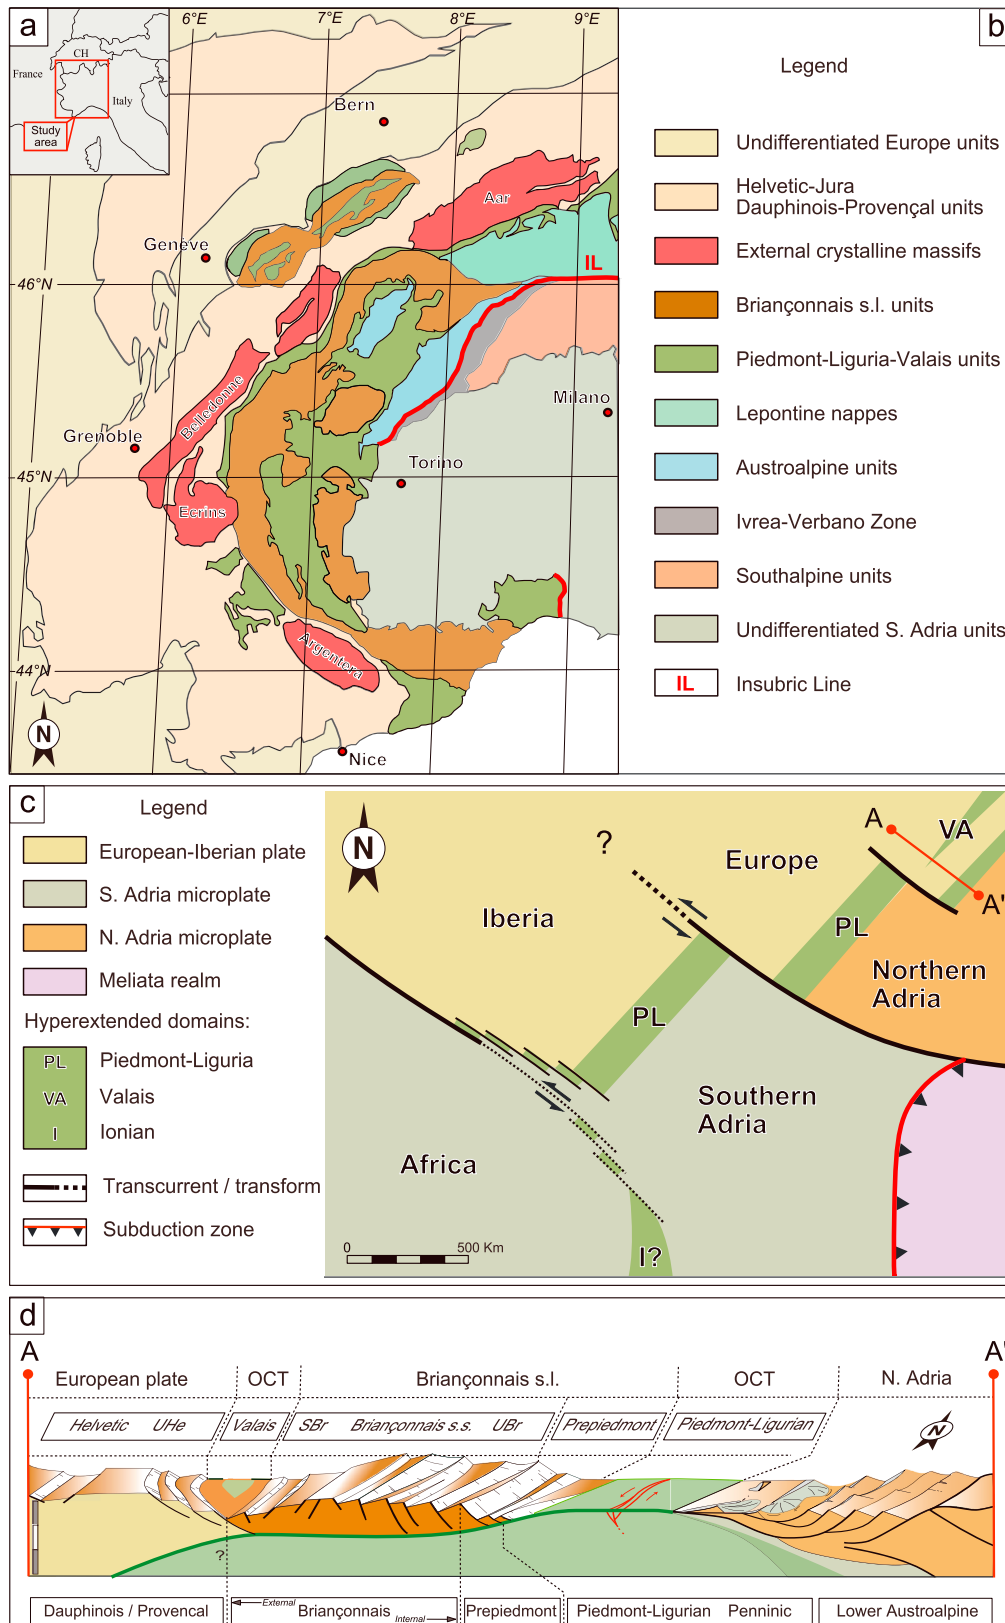 a
6°E
7°E
8°E
9°E
CH
France
Italy
Study
area
Bern
Aar
Genève
IL
46°N
Belledonne
Milano
Grenoble
Torino
45°N
Ecrins
Argentera
44°N
N
Nice
b
Legend
Undifferentiated Europe units
Helvetic-Jura
Dauphinois-Provençal units
External crystalline massifs
Briançonnais s.l. units
Piedmont-Liguria-Valais units
Lepontine nappes
Austroalpine units
Ivrea-Verbano Zone
Southalpine units
Undifferentiated S. Adria units
IL Insubric Line
c
Legend
European-Iberian plate
S. Adria microplate
N. Adria microplate
Meliata realm
Hyperextended domains:
PL Piedmont-Liguria
VA Valais
I Ionian
Transcurrent / transform
Subduction zone
N
?
A
VA
Europe
A'
Iberia
PL
Northern
Adria
PL
Southern
Adria
Africa
0 500 Km
I?
d
A
A'
European plate
OCT
Briançonnais s.l.
OCT
N. Adria
Helvetic UHe
Valais
SBr Briançonnais s.s. UBr
Prepiedmont
Piedmont-Ligurian
N
?
Dauphinois / Provencal
External
Briançonnais
Internal
Prepiedmont
Piedmont-Ligurian Penninic
Lower Austroalpine